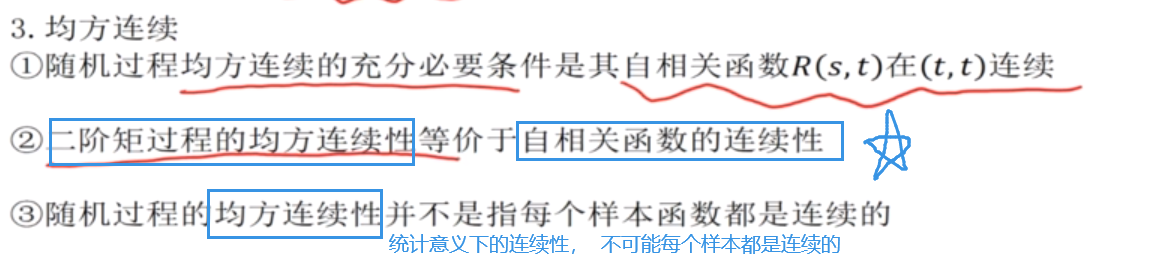 3. 均方连续
①随机过程均方连续的充分必要条件是其自相关函数R(s,t)在(t,t)连续
②二阶矩过程的均方连续性等价于自相关函数的连续性
③随机过程的均方连续性并不是指每个样本函数都是连续的
统计意义下的连续性， 不可能每个样本都是连续的